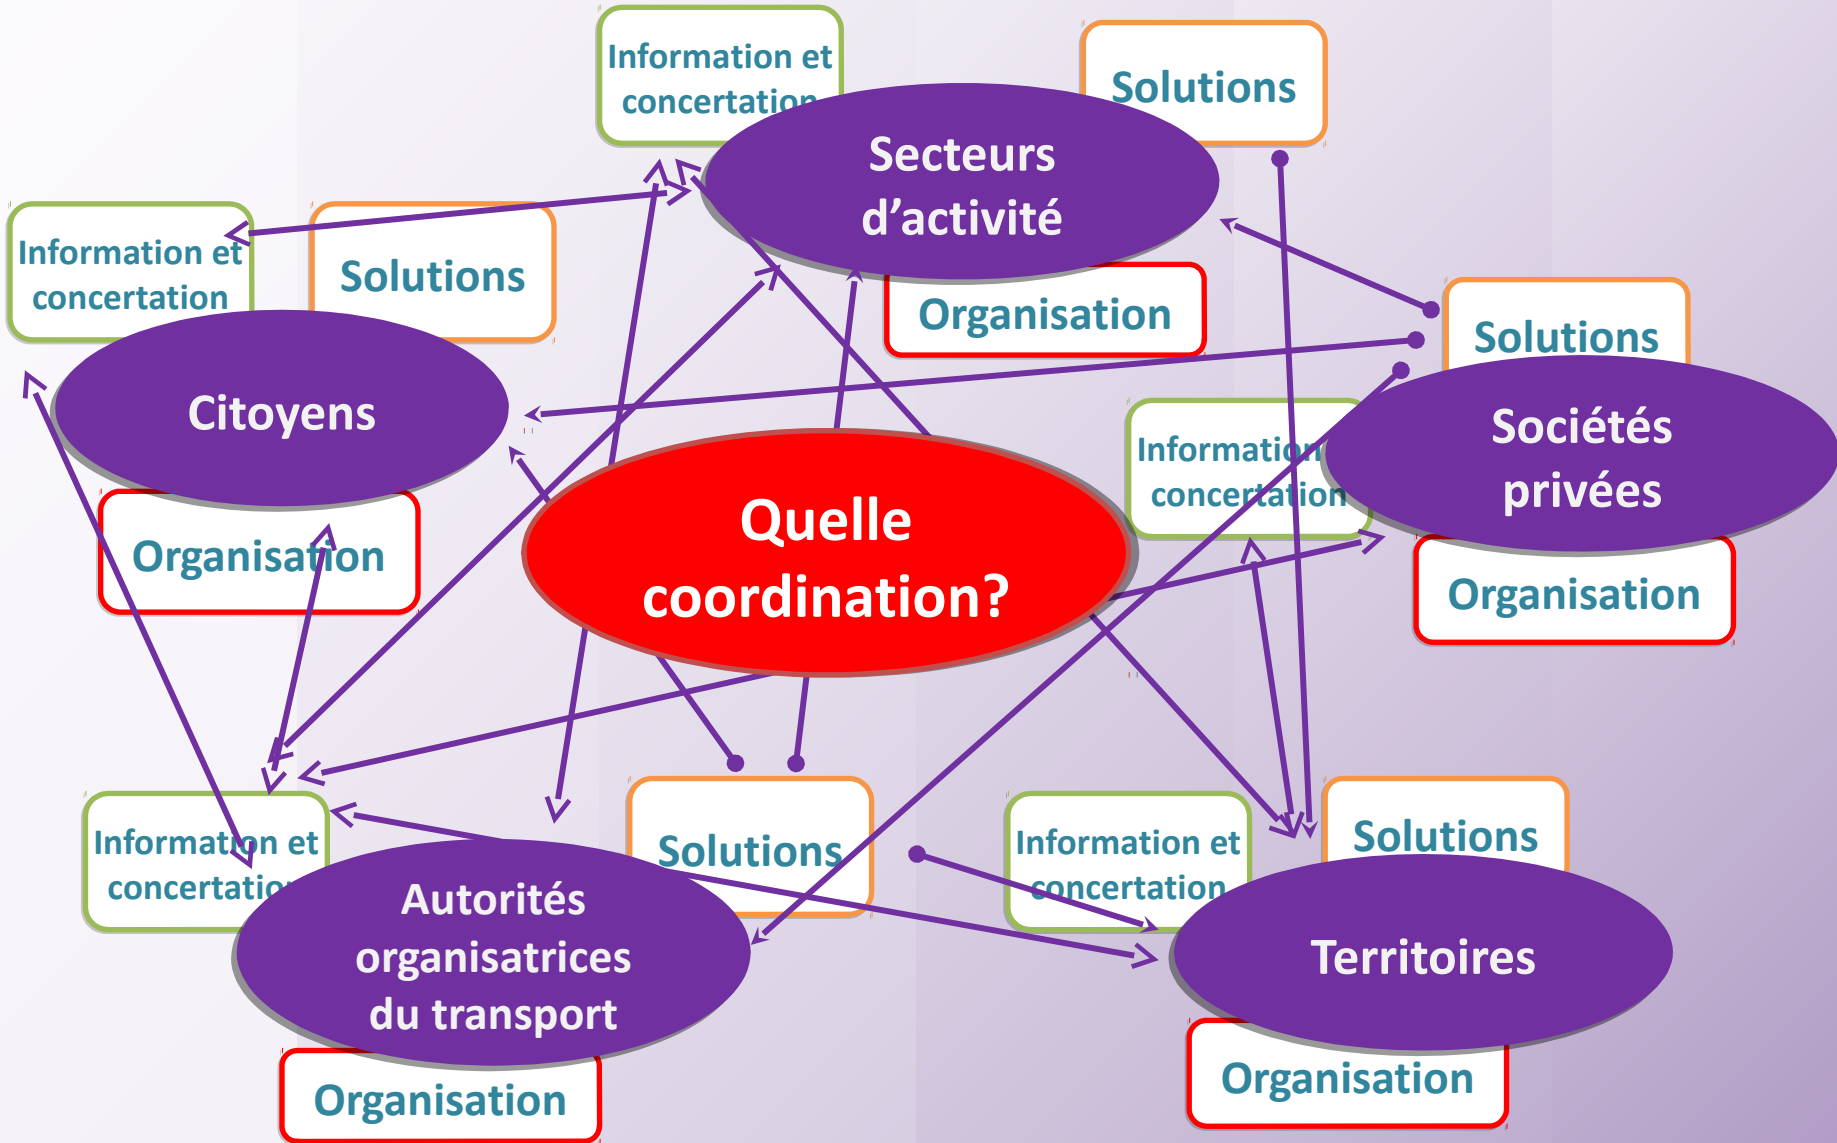 Information et
concertation
Solutions
Secteurs
d’activité
Organisation
Information et
concertation
Solutions
Citoyens
Organisation
Solutions
Information
concertation
Sociétés
privées
Organisation
Quelle
coordination?
Information et
concertation
Solutions
Autorités
organisatrices
du transport
Organisation
Information et
concertation
Solutions
Territoires
Organisation